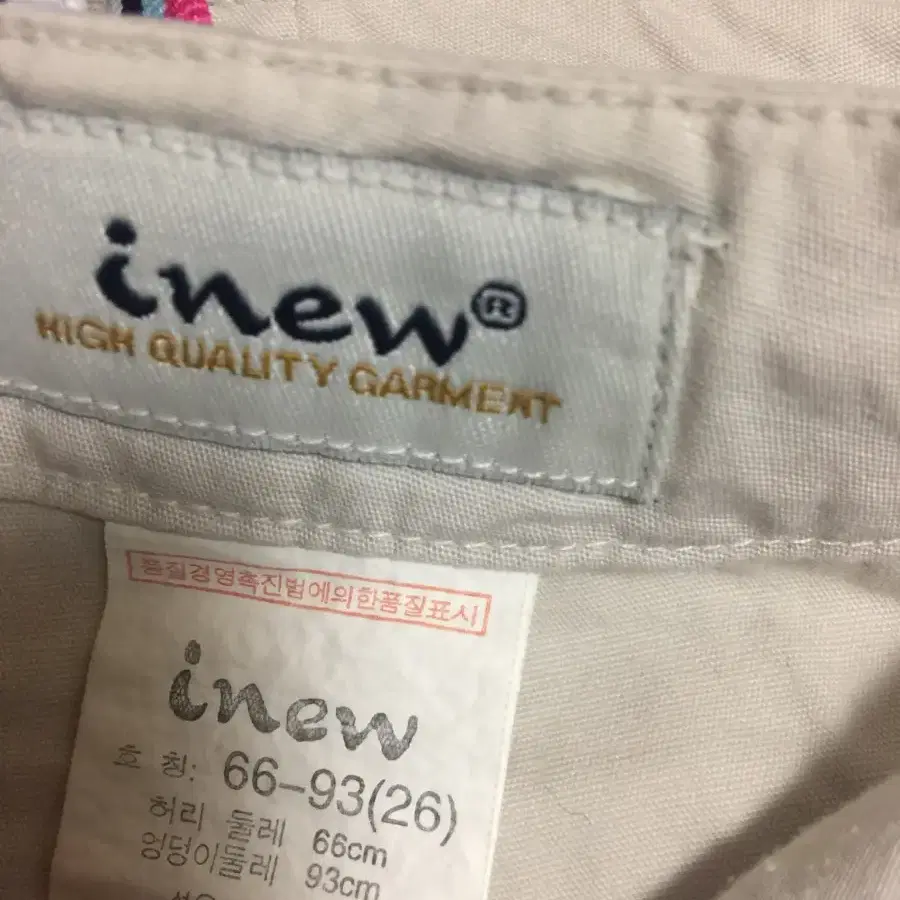 inew®
HIGH QUALITY GARMENT
품질경영촉진법에의한품질표시
inew
호 칭: 66-93(26)
허리 둘레 66cm
엉덩이둘레 93cm